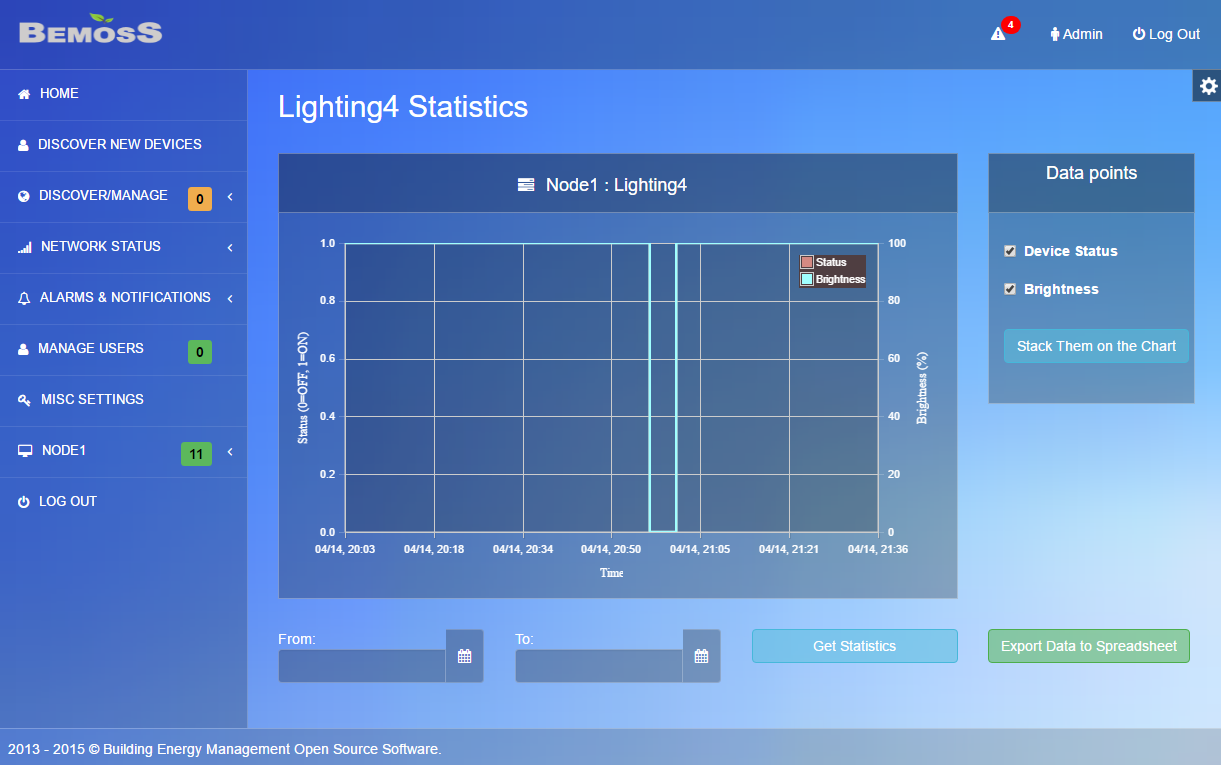 BEMOSS
4
Admin
Log Out
HOME
DISCOVER NEW DEVICES
DISCOVER/MANAGE 0
NETWORK STATUS
ALARMS & NOTIFICATIONS
MANAGE USERS 0
MISC SETTINGS
NODE1 11
LOG OUT
Lighting4 Statistics
Node1 : Lighting4
1.0
0.8
0.6
0.4
0.2
0.0
Status (0=OFF, 1=ON)
Status
Brightness
100
80
60
40
20
0
Brightness (%)
04/14, 20:03 04/14, 20:18 04/14, 20:34 04/14, 20:50 04/14, 21:05 04/14, 21:21 04/14, 21:36
Time
Data points
Device Status
Brightness
Stack Them on the Chart
From:
To:
Get Statistics
Export Data to Spreadsheet
2013 - 2015 © Building Energy Management Open Source Software.